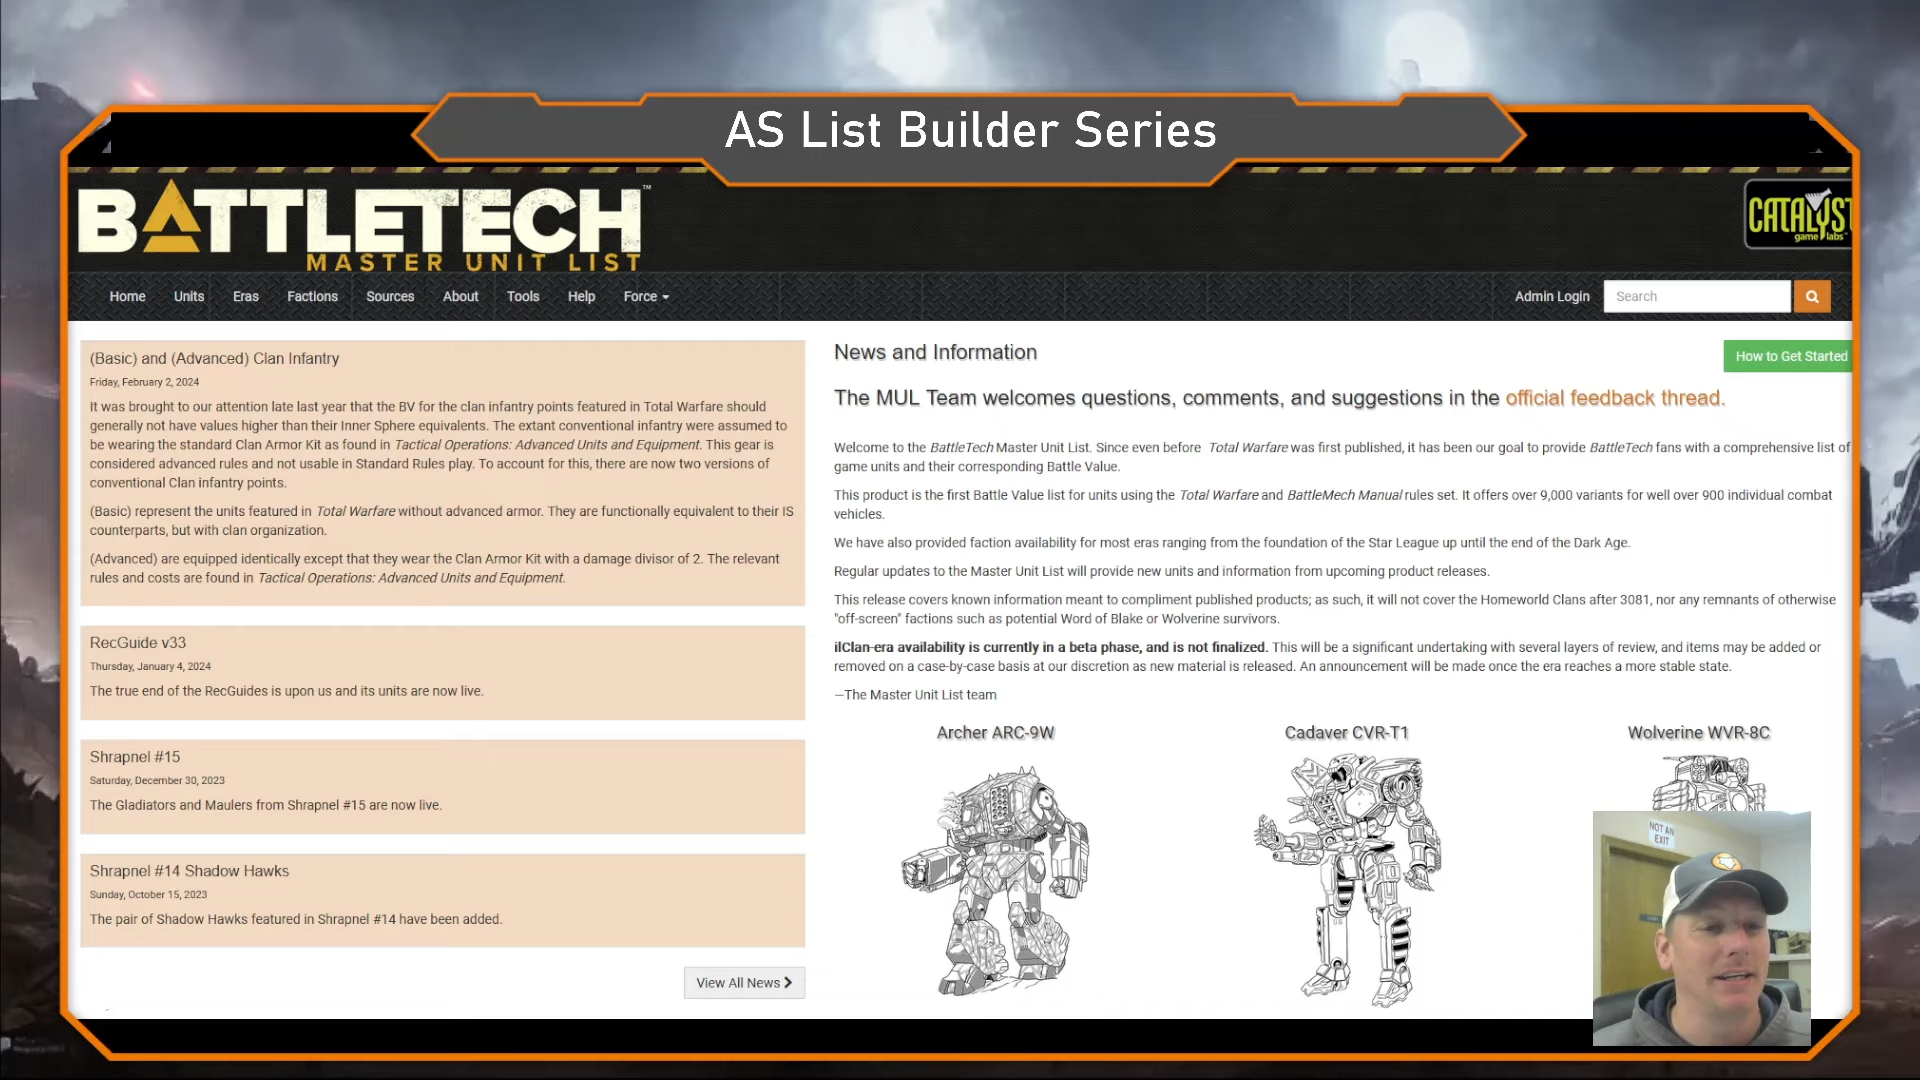 AS List Builder Series
BATTLETECH™
MASTER UNIT LIST
CATALYST
game labs™
Home Units Eras Factions Sources About Tools Help Force Admin Login Search
(Basic) and (Advanced) Clan Infantry
Friday, February 2, 2024
It was brought to our attention late last year that the BV for the clan infantry points featured in Total Warfare should
generally not have values higher than their Inner Sphere equivalents. The extant conventional infantry were assumed to
be wearing the standard Clan Armor Kit as found in Tactical Operations: Advanced Units and Equipment. This gear is
considered advanced rules and not usable in Standard Rules play. To account for this, there are now two versions of
conventional Clan infantry points.
(Basic) represent the units featured in Total Warfare without advanced armor. They are functionally equivalent to their IS
counterparts, but with clan organization.
(Advanced) are equipped identically except that they wear the Clan Armor Kit with a damage divisor of 2. The relevant
rules and costs are found in Tactical Operations: Advanced Units and Equipment.
RecGuide v33
Thursday, January 4, 2024
The true end of the RecGuides is upon us and its units are now live.
Shrapnel #15
Saturday, December 30, 2023
The Gladiators and Maulers from Shrapnel #15 are now live.
Shrapnel #14 Shadow Hawks
Sunday, October 15, 2023
The pair of Shadow Hawks featured in Shrapnel #14 have been added.
View All News
News and Information
How to Get Started
The MUL Team welcomes questions, comments, and suggestions in the official feedback thread.
Welcome to the BattleTech Master Unit List. Since even before Total Warfare was first published, it has been our goal to provide BattleTech fans with a comprehensive list of
game units and their corresponding Battle Value.
This product is the first Battle Value list for units using the Total Warfare and BattleMech Manual rules set. It offers over 9,000 variants for well over 900 individual combat
vehicles.
We have also provided faction availability for most eras ranging from the foundation of the Star League up until the end of the Dark Age.
Regular updates to the Master Unit List will provide new units and information from upcoming product releases.
This release covers known information meant to compliment published products; as such, it will not cover the Homeworld Clans after 3081, nor any remnants of otherwise
"off-screen" factions such as potential Word of Blake or Wolverine survivors.
ilClan-era availability is currently in a beta phase, and is not finalized. This will be a significant undertaking with several layers of review, and items may be added or
removed on a case-by-case basis at our discretion as new material is released. An announcement will be made once the era reaches a more stable state.
—The Master Unit List team
Archer ARC-9W
Cadaver CVR-T1
Wolverine WVR-8C
NOT AN
EXIT